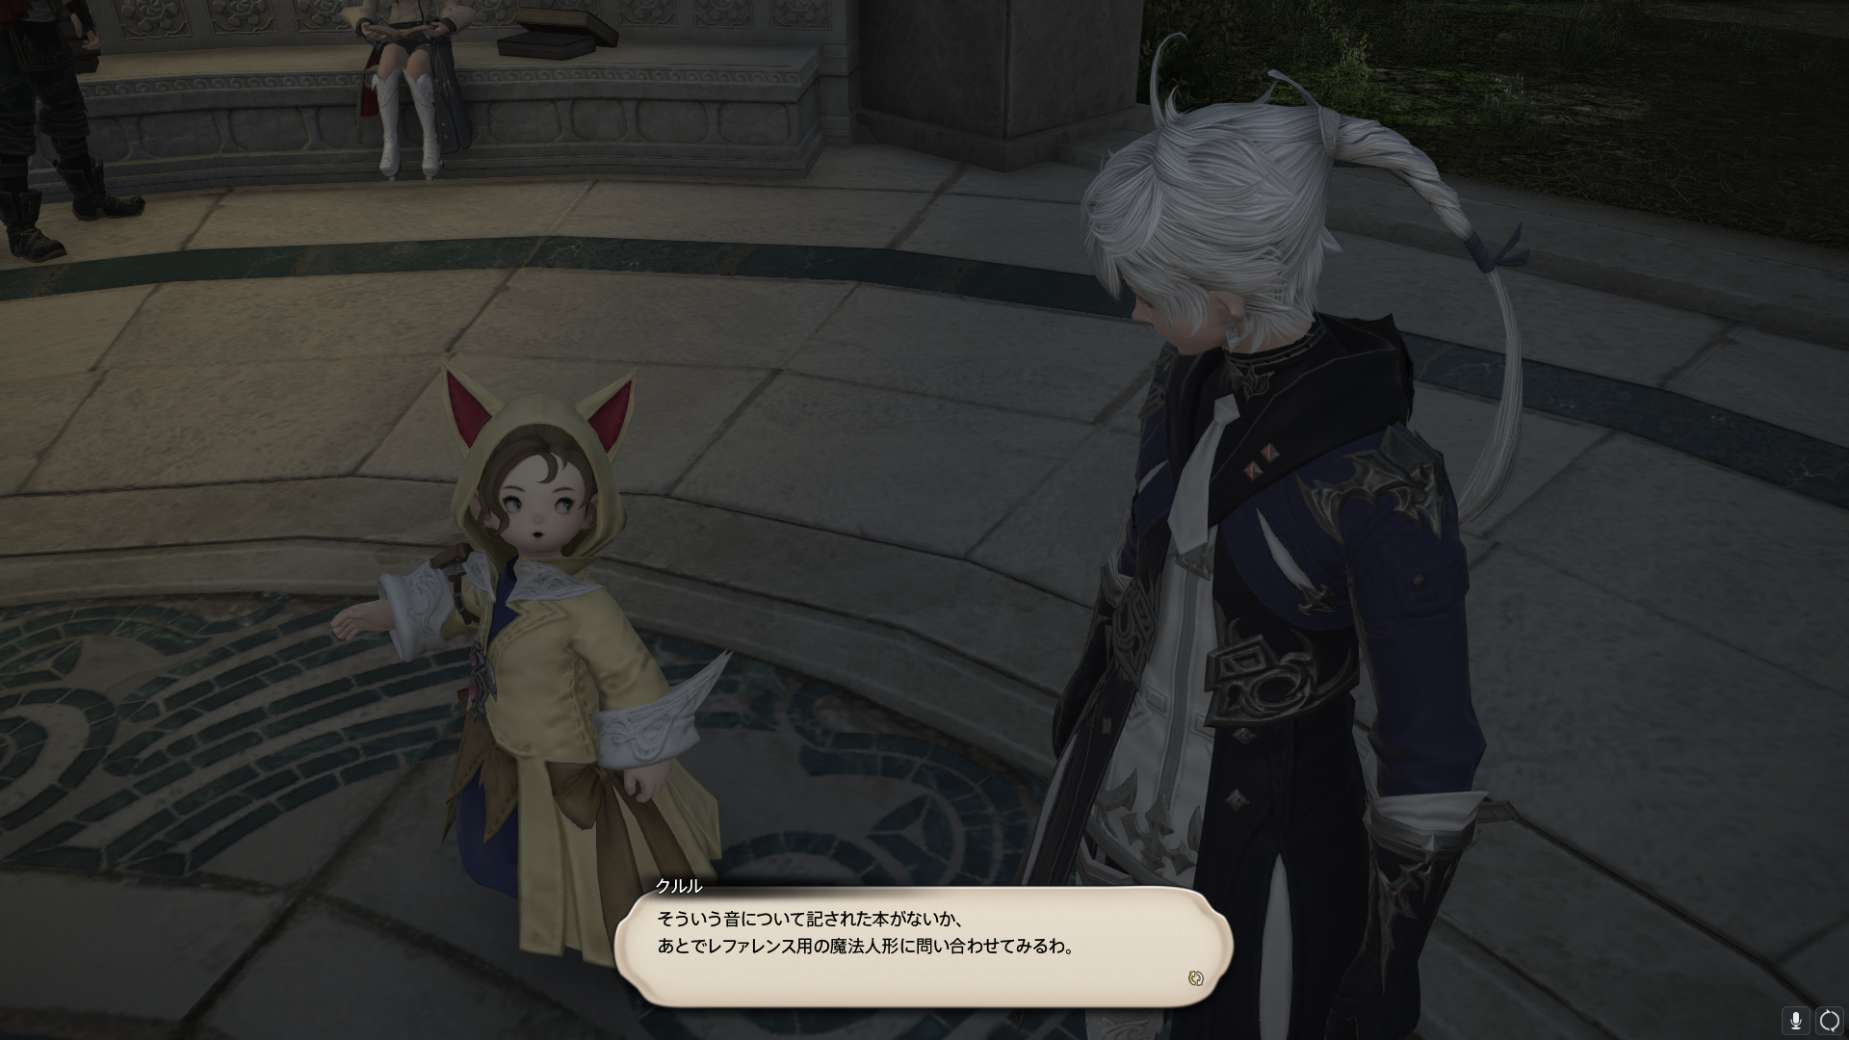 クルル
そういう音について記された本がないか、
あとでレファレンス用の魔法人形に問い合わせてみるわ。